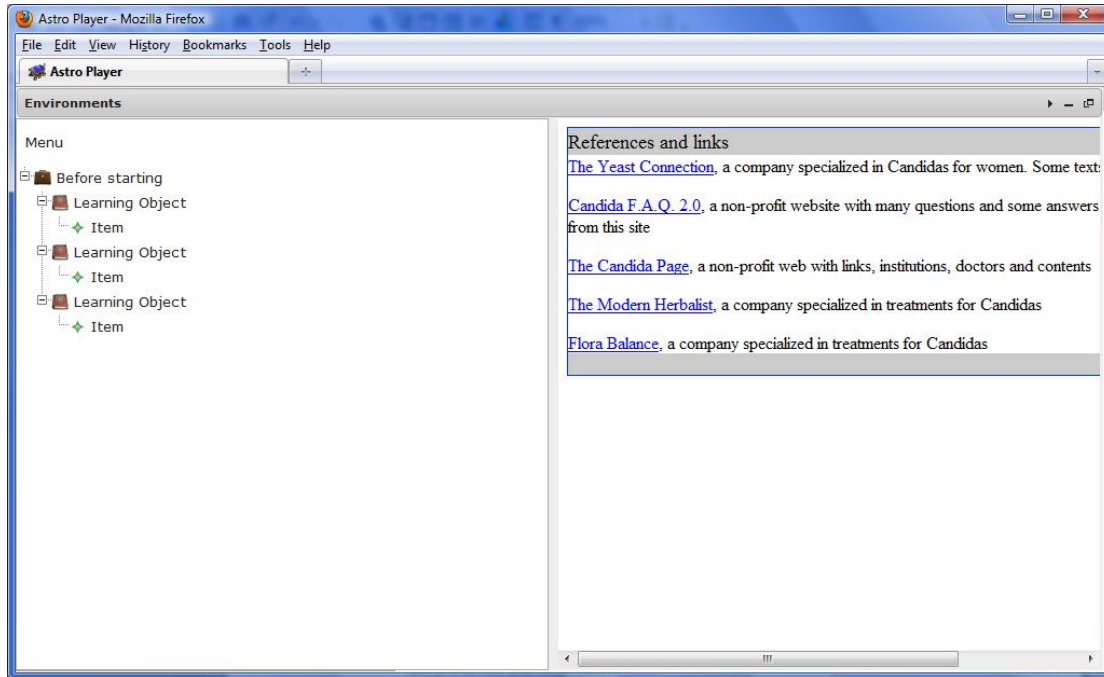 Astro Player - Mozilla Firefox
File Edit View History Bookmarks Tools Help
Astro Player
Environments
Menu
Before starting
Learning Object
Item
Learning Object
Item
Learning Object
Item
References and links
The Yeast Connection, a company specialized in Candidas for women. Some texts
Candida F.A.Q. 2.0, a non-profit website with many questions and some answers
from this site
The Candida Page, a non-profit web with links, institutions, doctors and contents
The Modern Herbalist, a company specialized in treatments for Candidas
Flora Balance, a company specialized in treatments for Candidas